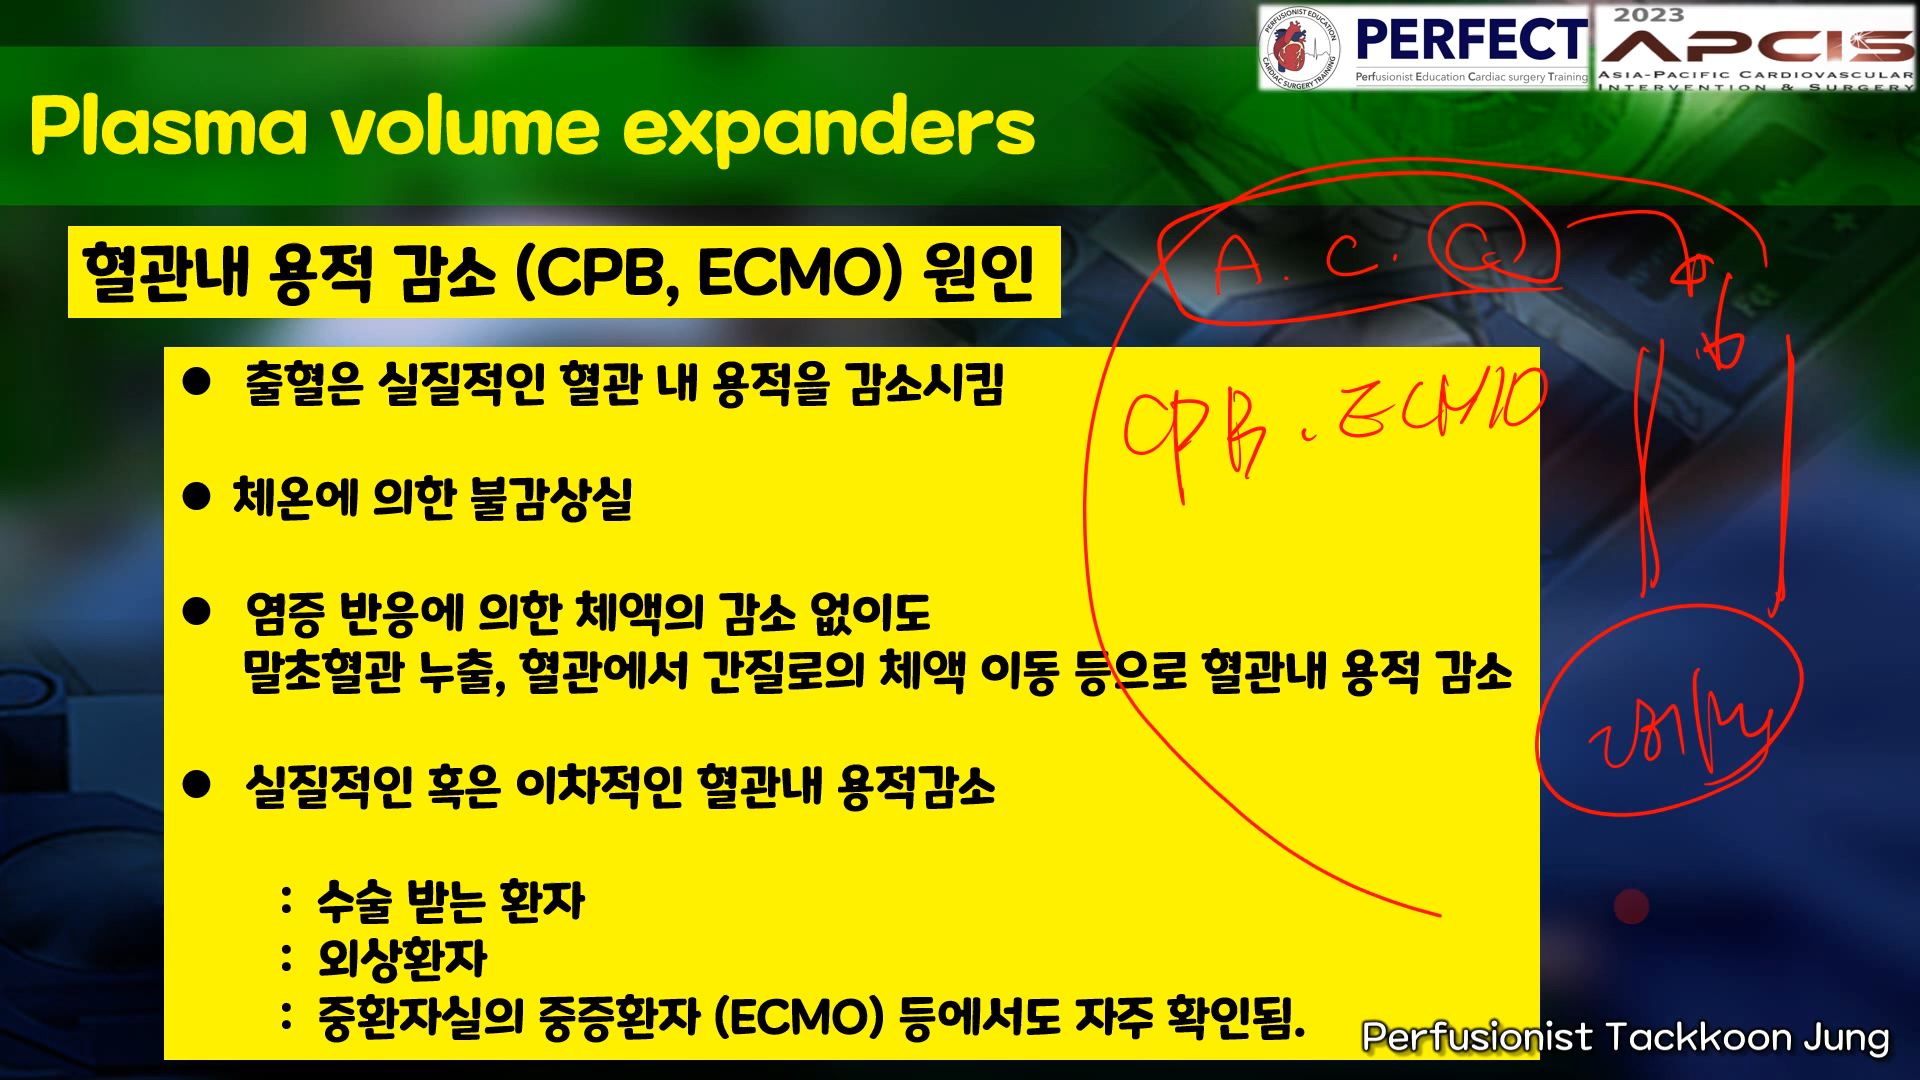 PERFUSIONIST EDUCATION
CARDIAC SURGERY TRAINING
PERFECT
Perfusionist Education Cardiac surgery Training
2023
APCIS
ASIA-PACIFIC CARDIOVASCULAR
INTERVENTION & SURGERY
Plasma volume expanders
혈관내 용적 감소 (CPB, ECMO) 원인
A. C. C
● 출혈은 실질적인 혈관 내 용적을 감소시킴
CPB . ECMO
● 체온에 의한 불감상실
● 염증 반응에 의한 체액의 감소 없이도
말초혈관 누출, 혈관에서 간질로의 체액 이동 등으로 혈관내 용적 감소
● 실질적인 혹은 이차적인 혈관내 용적감소
: 수술 받는 환자
: 외상환자
: 중환자실의 중증환자 (ECMO) 등에서도 자주 확인됨.
Perfusionist Tackkoon Jung